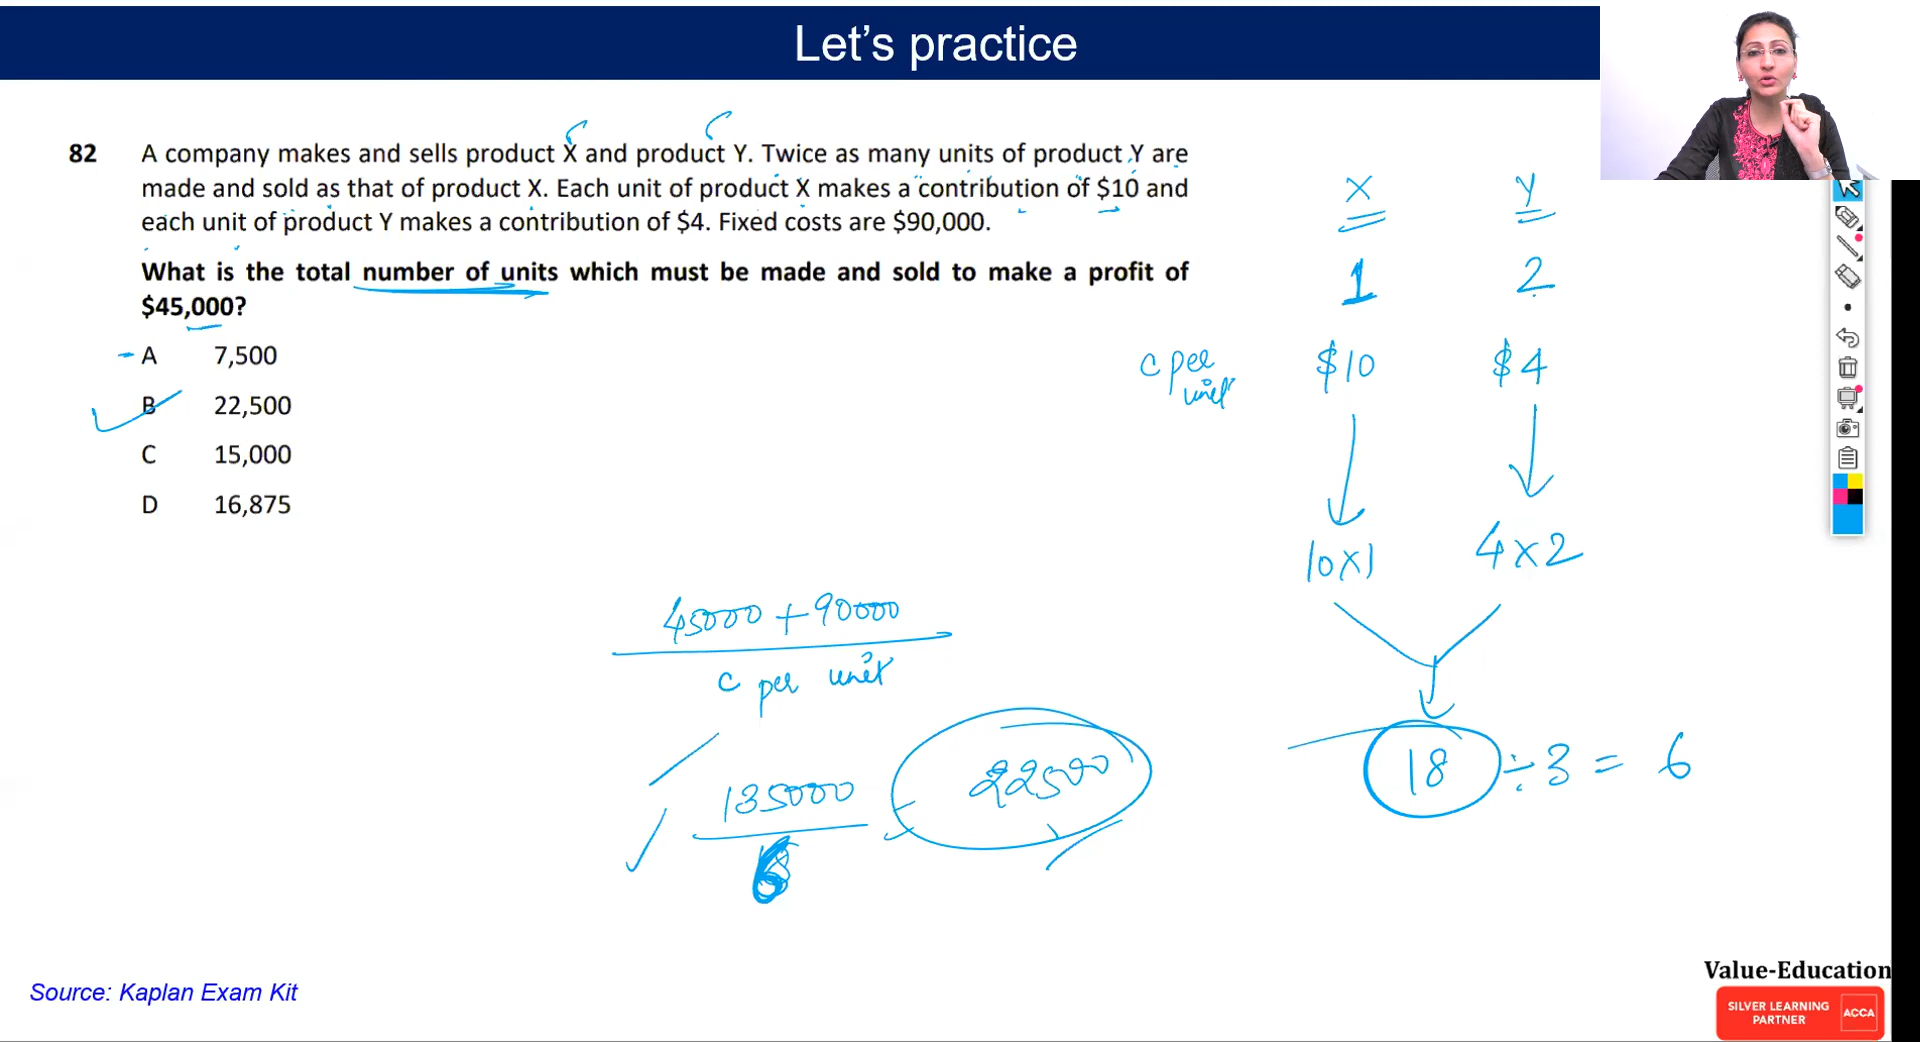 Let's practice
82 A company makes and sells product X and product Y. Twice as many units of product Y are
made and sold as that of product X. Each unit of product X makes a contribution of $10 and
each unit of product Y makes a contribution of $4. Fixed costs are $90,000.
What is the total number of units which must be made and sold to make a profit of
$45,000?
A 7,500
B 22,500
C 15,000
D 16,875
X Y
1 2
C per unit $10 $4
10X1 4X2
18 ÷ 3 = 6
45000 + 90000
C per unit
135000
6
22500
Source: Kaplan Exam Kit
Value-Education
SILVER LEARNING
PARTNER
ACCA